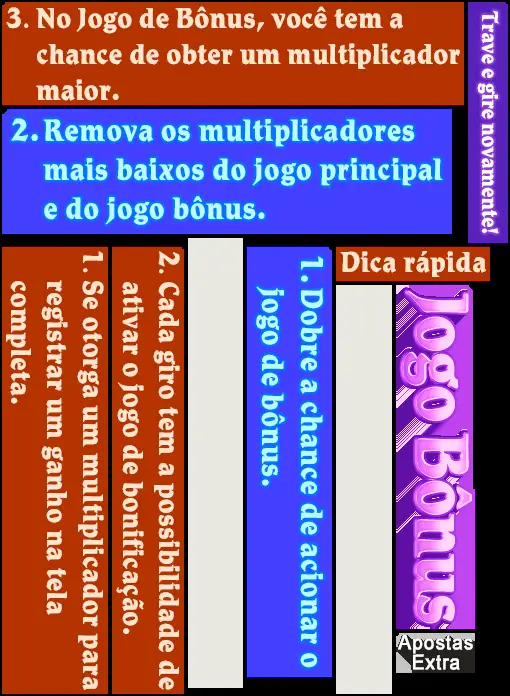 3. No Jogo de Bônus, você tem a
chance de obter um multiplicador
maior.
Trave e gire novamente!
2. Remova os multiplicadores
mais baixos do jogo principal
e do jogo bônus.
1. Se otorga um multiplicador para
registrar um ganho na tela
completa.
2. Cada giro tem a possibilidade de
ativar o jogo de bonificação.
1. Dobre a chance de acionar o
jogo de bônus.
Dica rápida
Jogo Bônus
Apostas
Extra